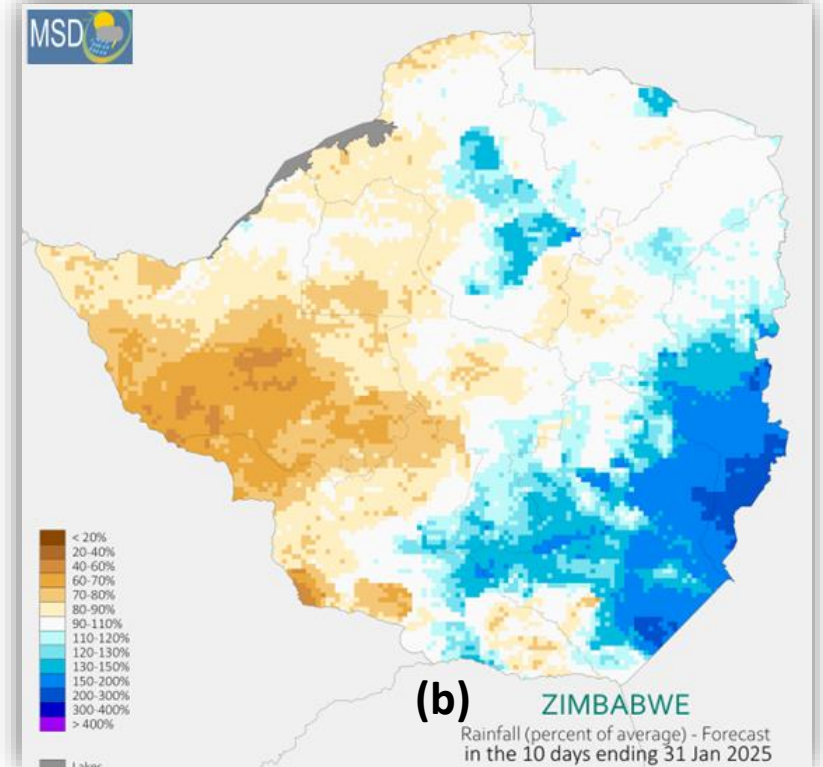 MSD
< 20%
20-40%
40-60%
60-70%
70-80%
80-90%
90-110%
110-120%
120-130%
130-150%
150-200%
200-300%
300-400%
> 400%
Lakes
(b)
ZIMBABWE
Rainfall (percent of average) - Forecast
in the 10 days ending 31 Jan 2025